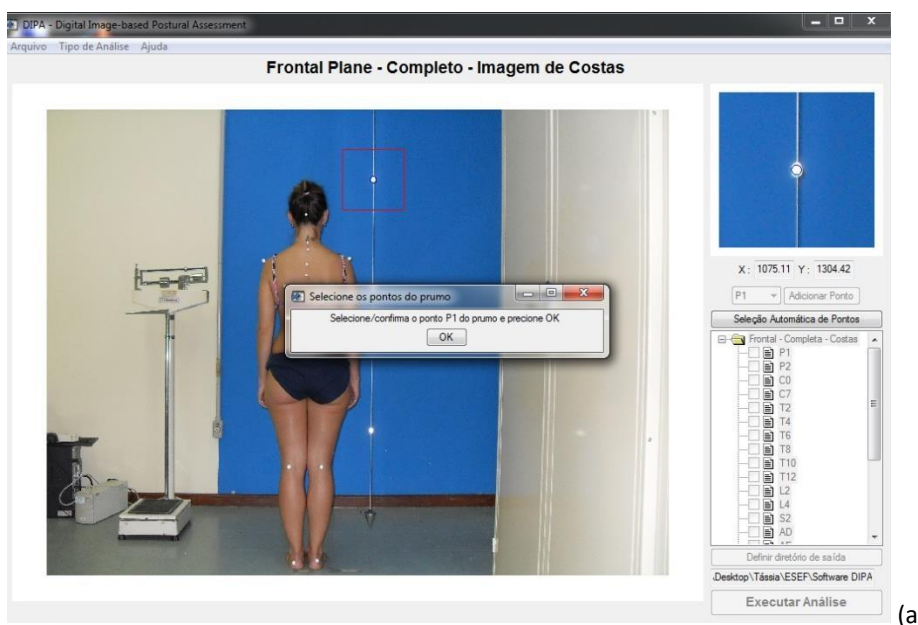 DIPA - Digital Image-based Postural Assessment
Arquivo Tipo de Análise Ajuda
Frontal Plane - Completo - Imagem de Costas
X: 1075.11 Y: 1304.42
P1 Adicionar Ponto
Seleção Automática de Pontos
Frontal - Completa - Costas
P1
P2
C0
C7
T2
T4
T6
T8
T10
T12
L2
L4
S2
AD
Definir diretório de saída
.Desktop\Tássia\ESEF\Software DIPA
Executar Análise
Selecione os pontos do prumo
Selecione/confirma o ponto P1 do prumo e precione OK
OK
(a